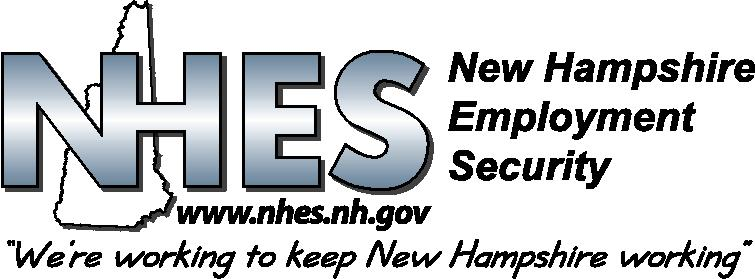 NHES
New Hampshire
Employment
Security
www.nhes.nh.gov
"We're working to keep New Hampshire working"